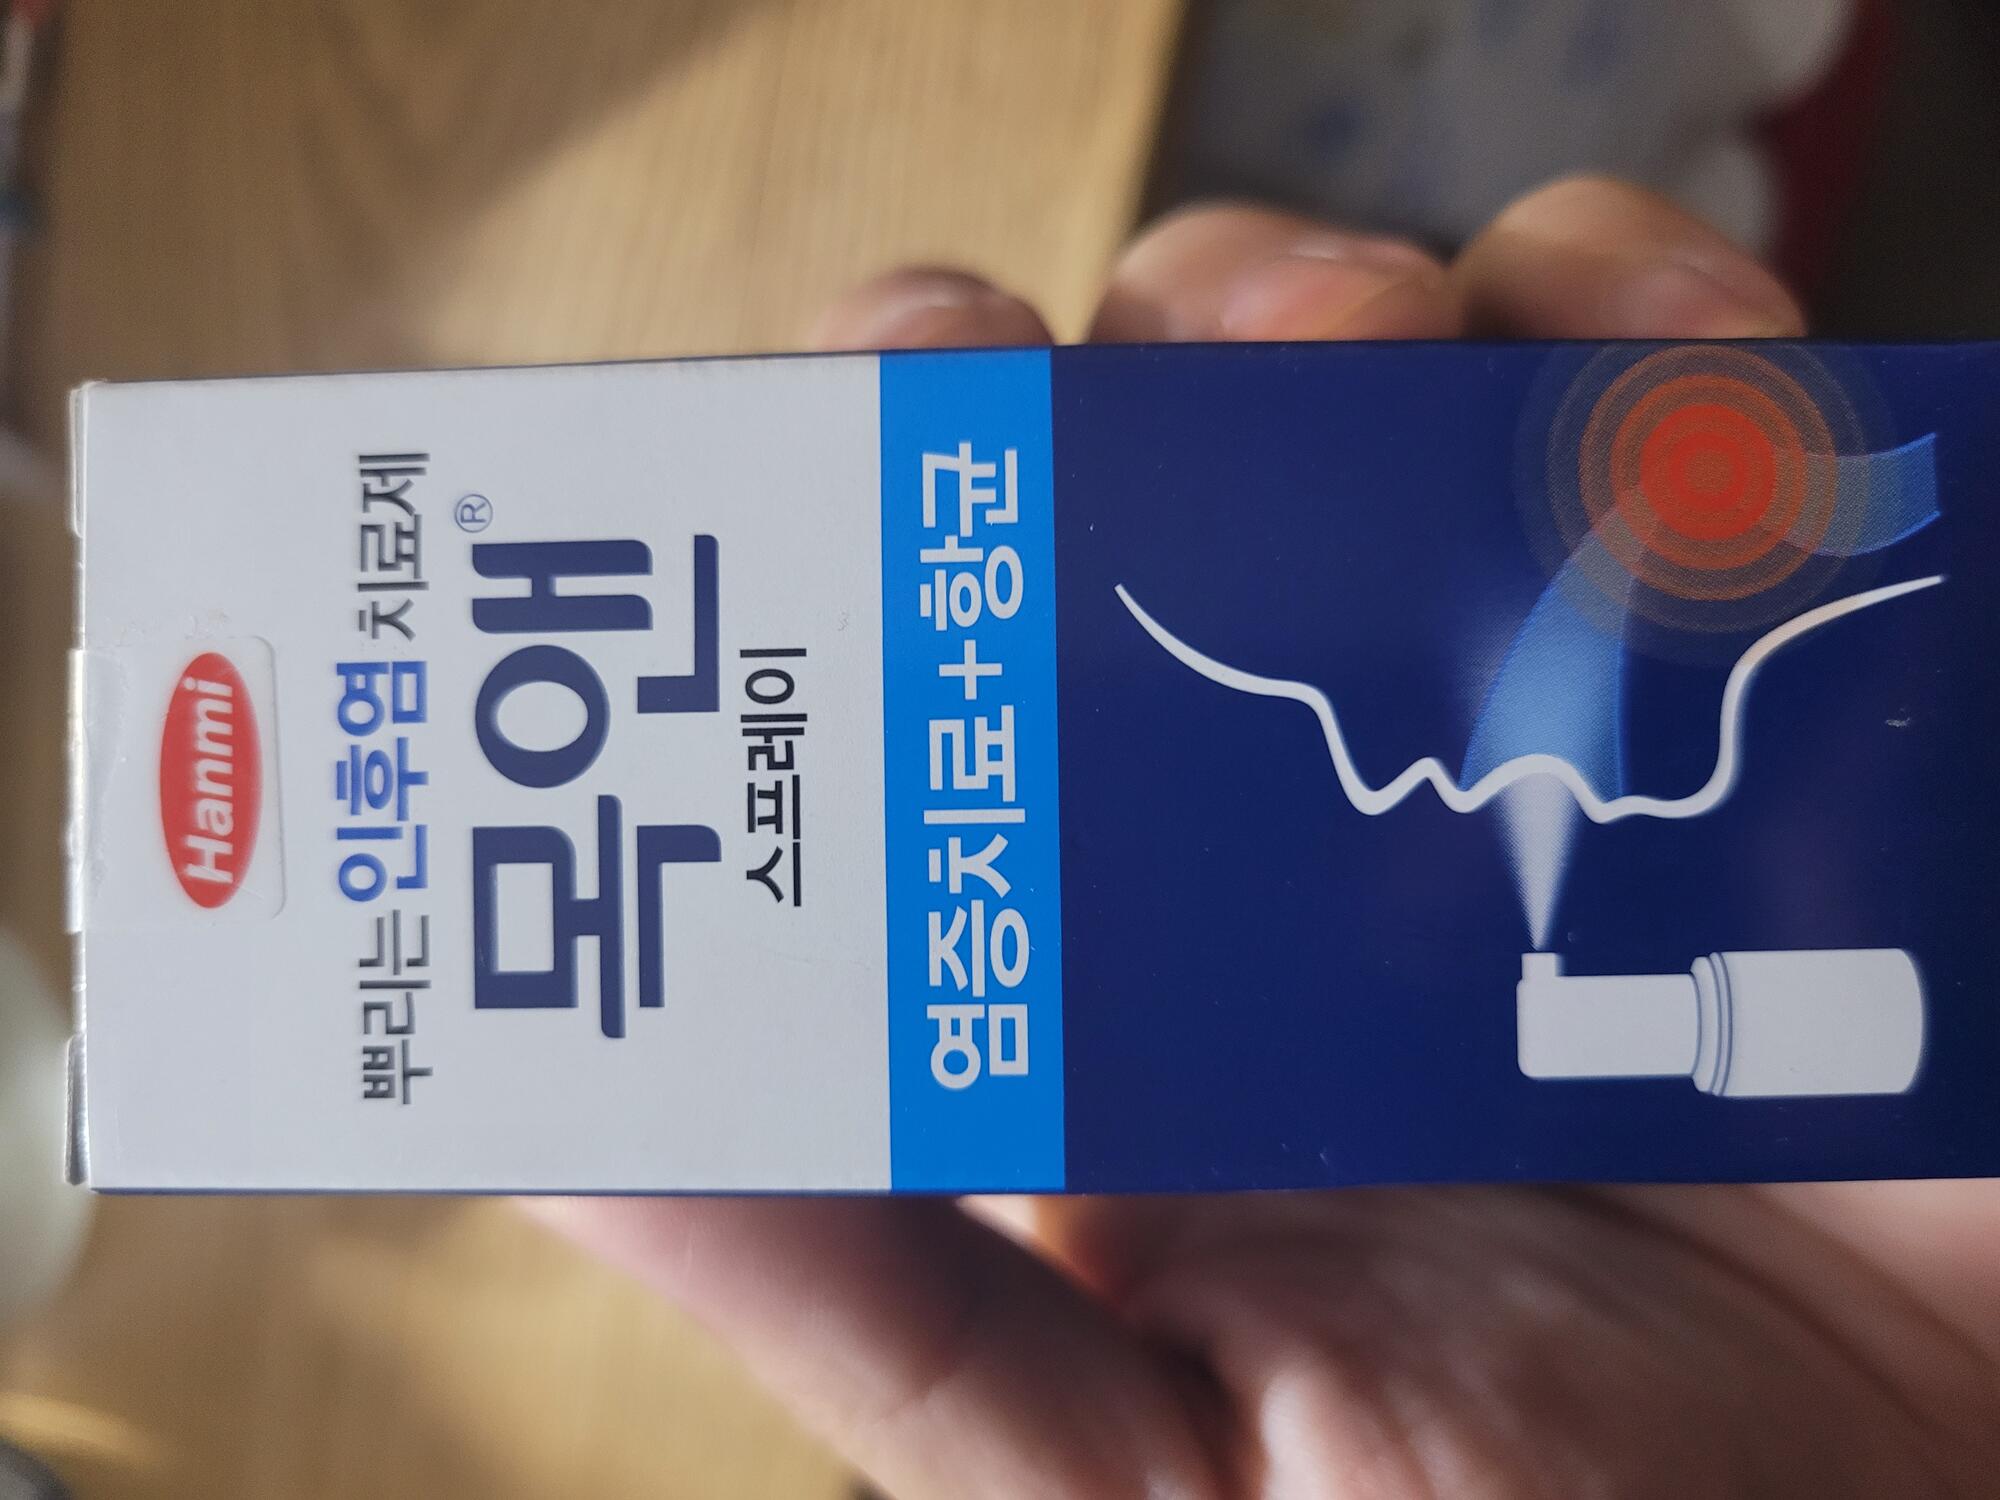 Hanmi
뿌리는 인후염 치료제
목앤®
스프레이
염증치료+항균